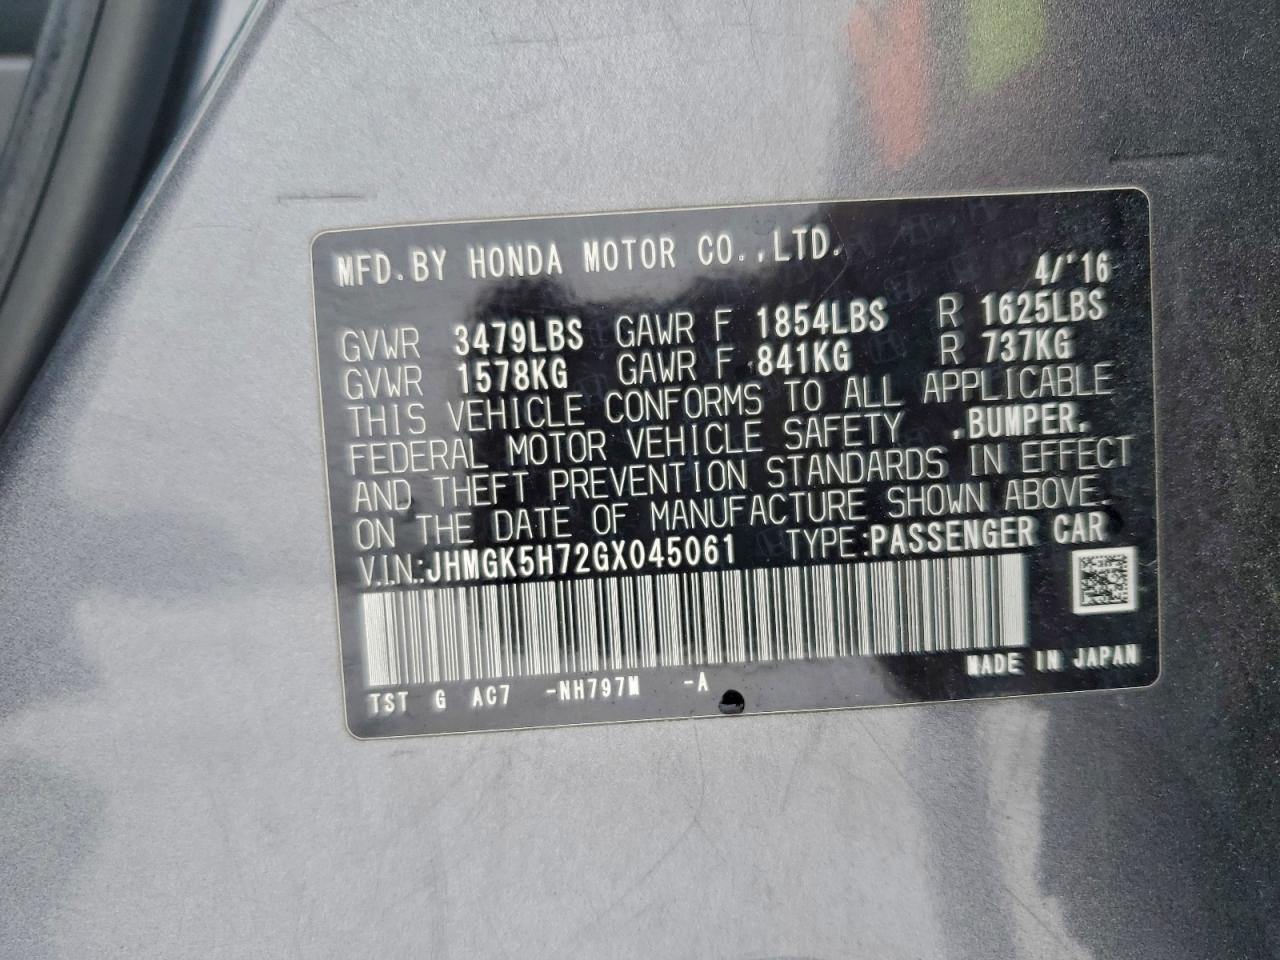 MFD. BY HONDA MOTOR CO., LTD. 4/'16
GVWR 3479LBS GAWR F 1854LBS R 1625LBS
GVWR 1578KG GAWR F 841KG R 737KG
THIS VEHICLE CONFORMS TO ALL APPLICABLE
FEDERAL MOTOR VEHICLE SAFETY ,BUMPER,
AND THEFT PREVENTION STANDARDS IN EFFECT
ON THE DATE OF MANUFACTURE SHOWN ABOVE.
V.I.N.:JHMGK5H72GX045061 TYPE:PASSENGER CAR
MADE IN JAPAN
TST G AC7 -NH797M -A